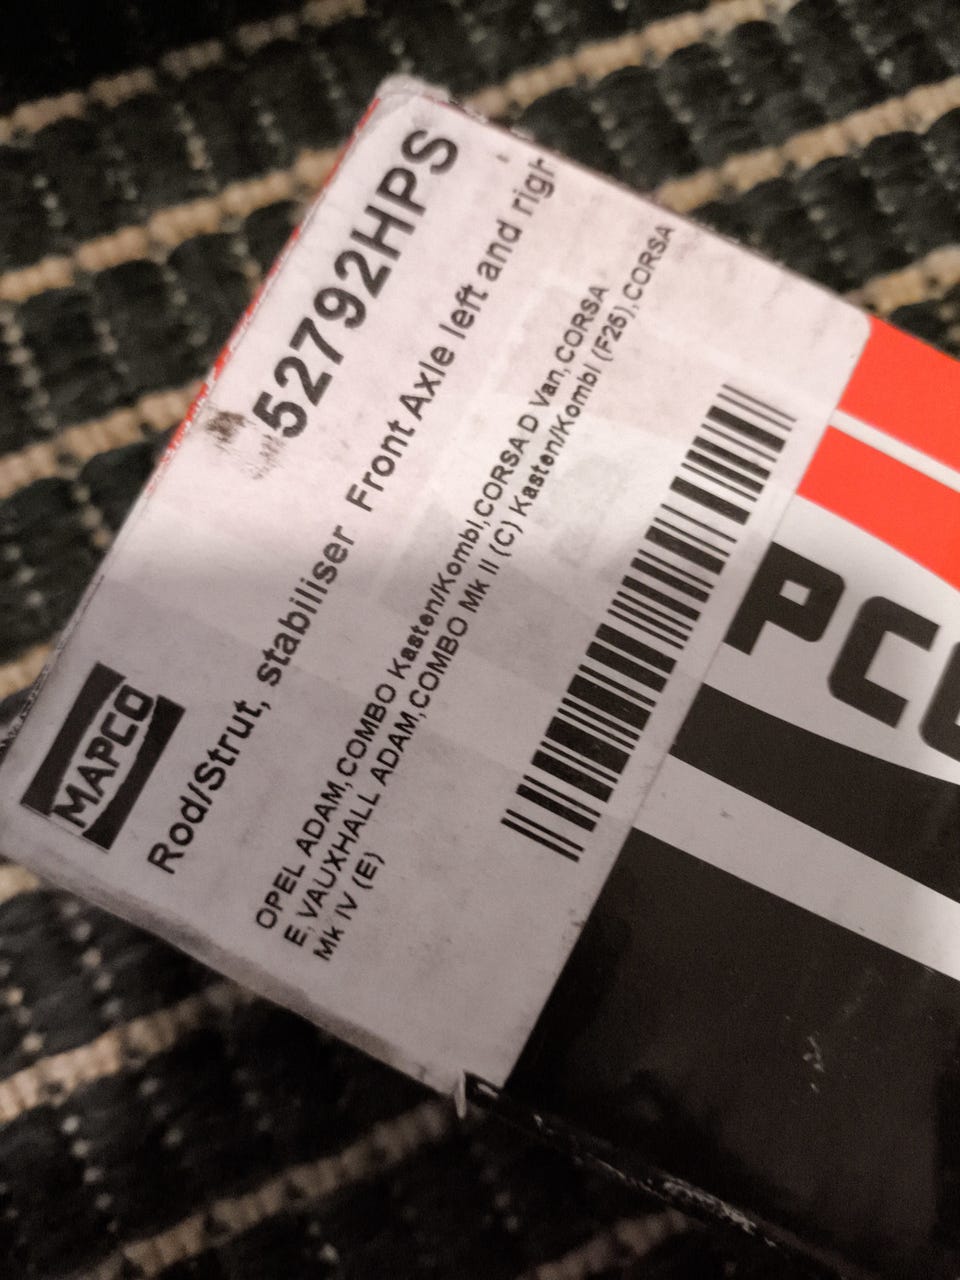 MAPCO
52792HPS
Rod/Strut, stabiliser Front Axle left and righ
OPEL ADAM,COMBO Kasten/Kombi,CORSA D Van,CORSA
E,VAUXHALL ADAM,COMBO Mk II (C) Kasten/Kombi (F25),CORSA
Mk IV (E)
PCO